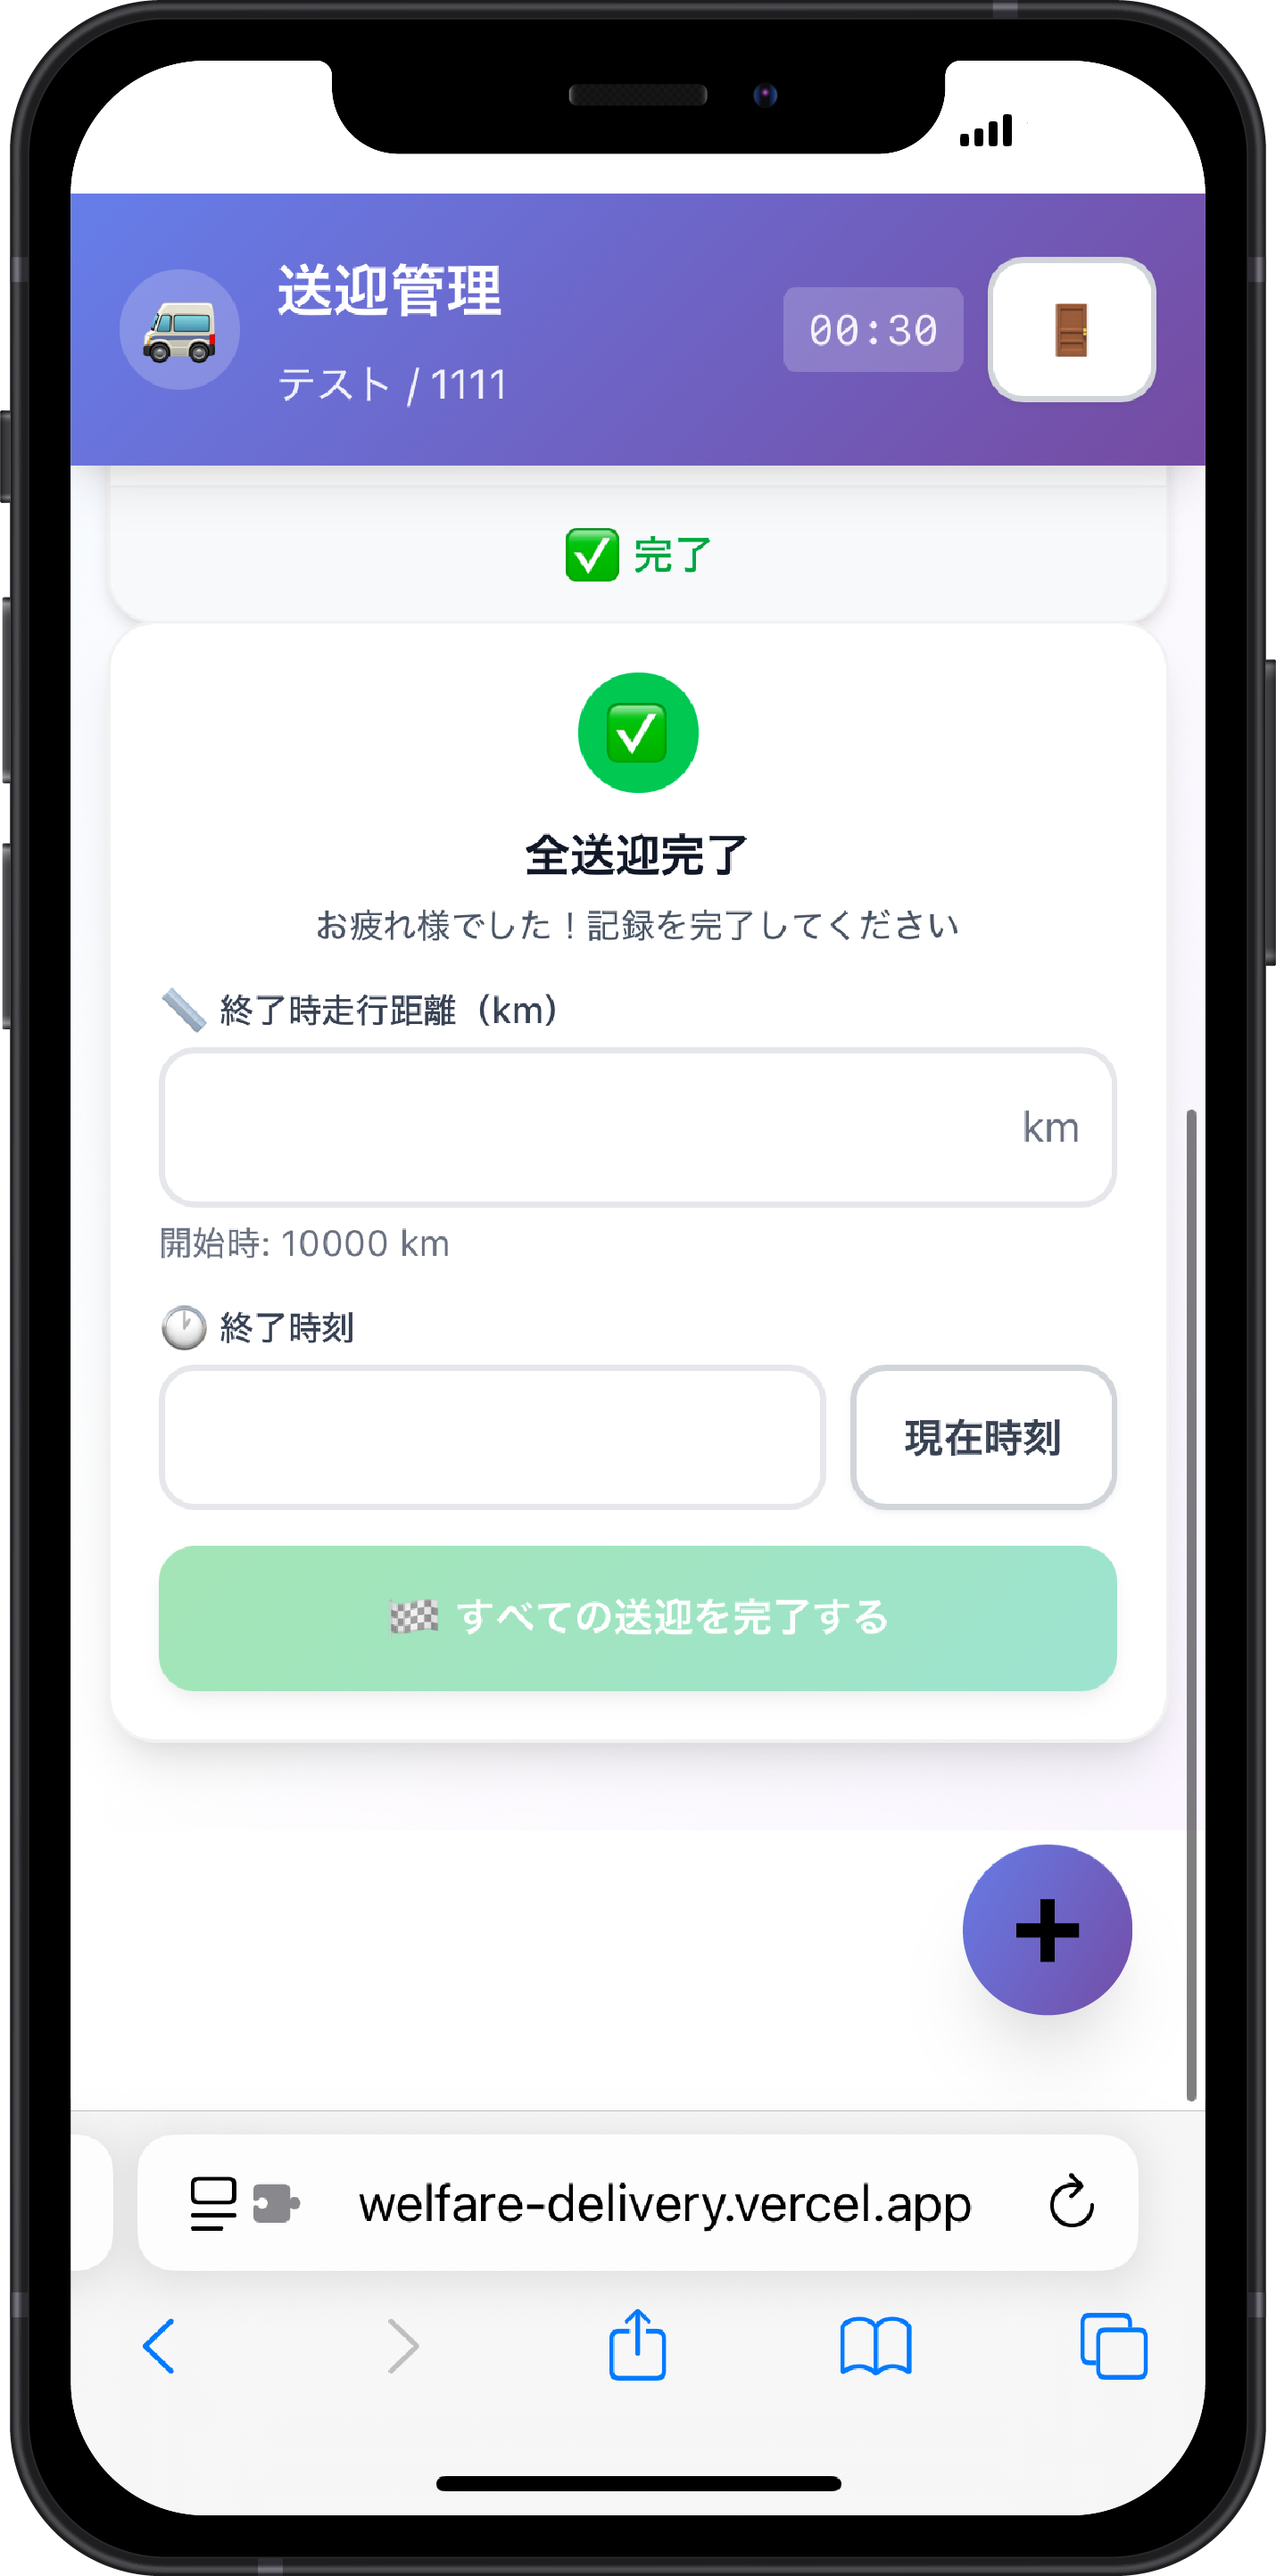 送迎管理
テスト / 1111
00:30
完了
全送迎完了
お疲れ様でした！記録を完了してください
終了時走行距離（km）
km
開始時: 10000 km
終了時刻
現在時刻
すべての送迎を完了する
+
welfare-delivery.vercel.app